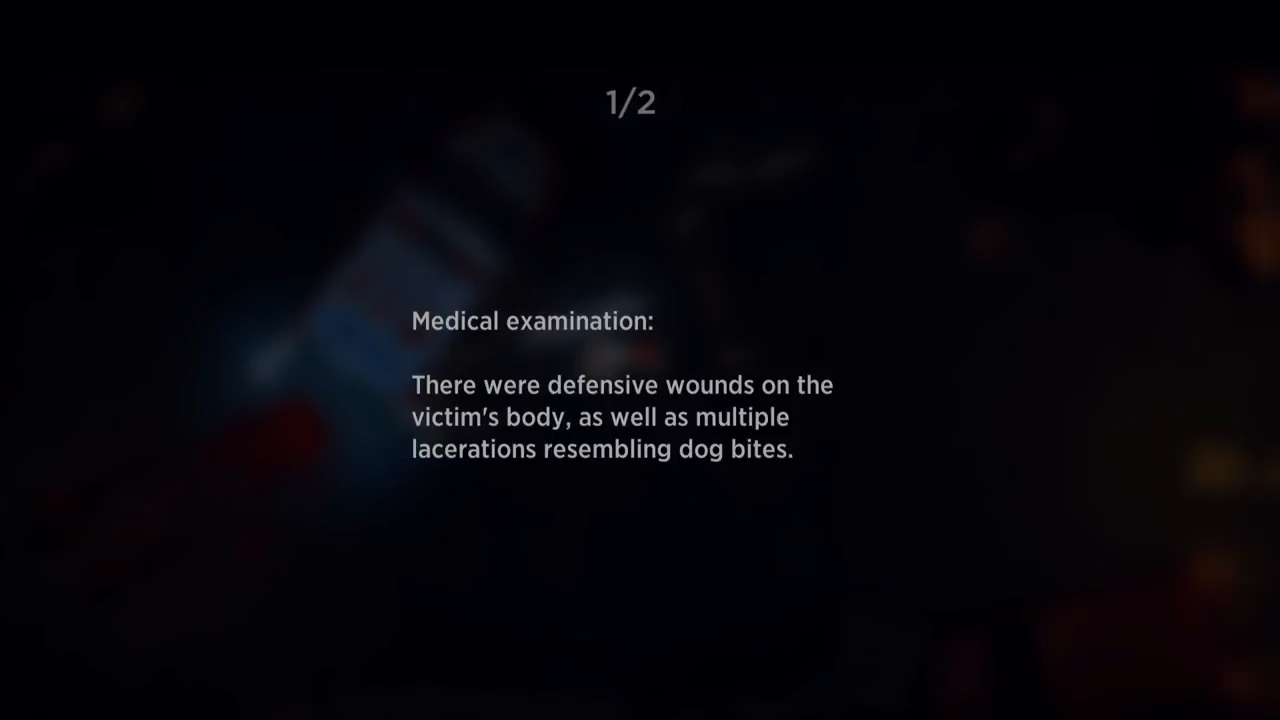 1/2
Medical examination:
There were defensive wounds on the
victim's body, as well as multiple
lacerations resembling dog bites.